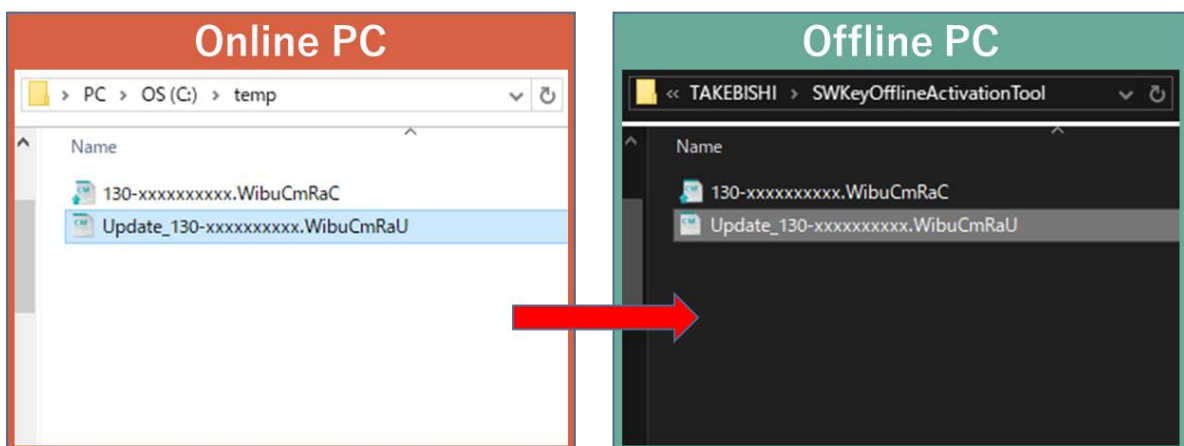 Online PC
PC > OS (C:) > temp
Name
130-xxxxxxxxxx.WibuCmRaC
Update_130-xxxxxxxxxx.WibuCmRaU
Offline PC
« TAKEBISHI > SWKeyOfflineActivationTool
Name
130-xxxxxxxxxx.WibuCmRaC
Update_130-xxxxxxxxxx.WibuCmRaU